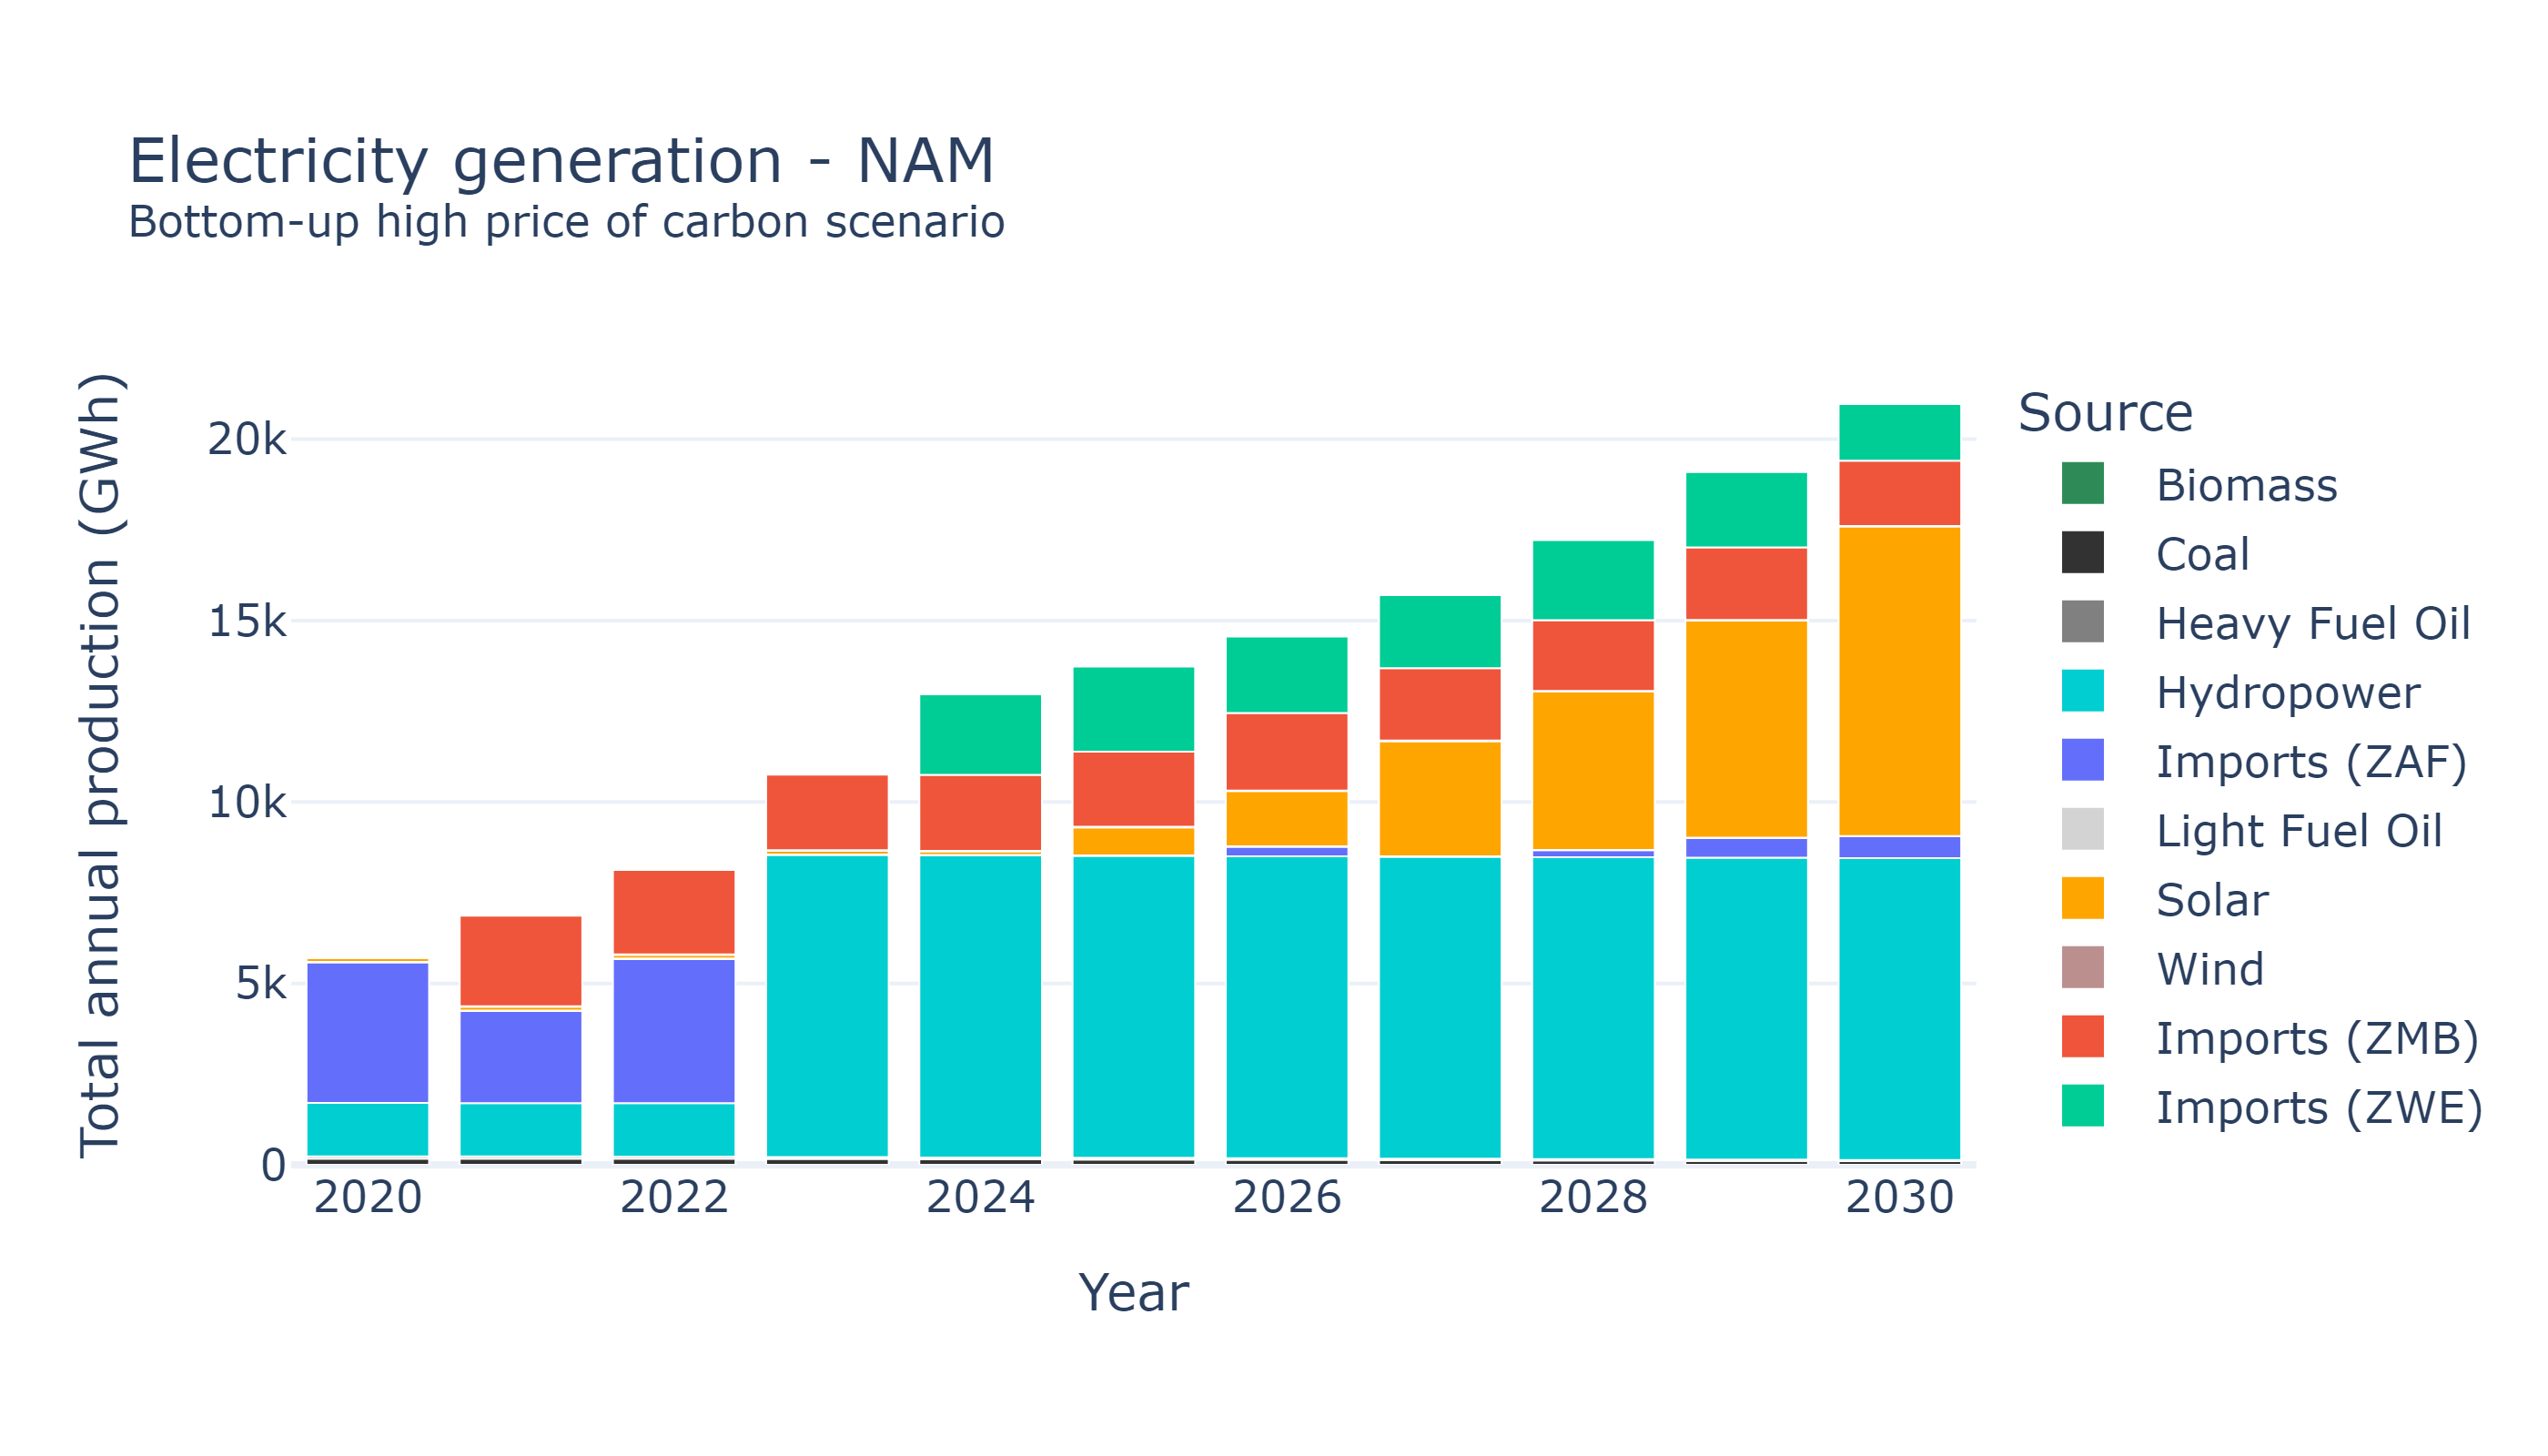 Electricity generation - NAM
Bottom-up high price of carbon scenario
Total annual production (GWh)
20k
15k
10k
5k
0
2020
2022
2024
2026
2028
2030
Year
Source
Biomass
Coal
Heavy Fuel Oil
Hydropower
Imports (ZAF)
Light Fuel Oil
Solar
Wind
Imports (ZMB)
Imports (ZWE)